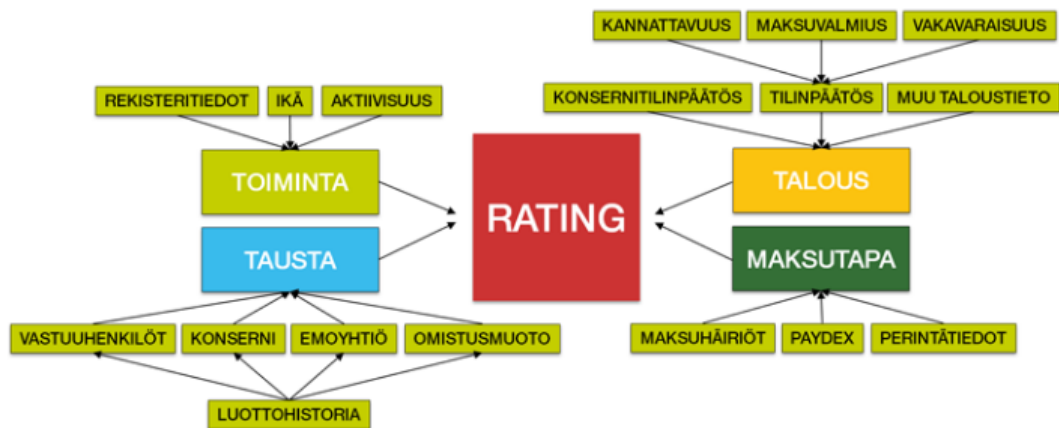 KANNATTAVUUS MAKSUVALMIUS VAKAVARAISUUS
REKISTERITIEDOT IKÄ AKTIIVISUUS
KONSERNITILINPÄÄTÖS TILINPÄÄTÖS MUU TALOUSTIETO
TOIMINTA
RATING
TALOUS
TAUSTA
MAKSUTAPA
VASTUUHENKILÖT KONSERNI EMOYHTIÖ OMISTUSMUOTO
MAKSUHÄIRIÖT PAYDEX PERINTÄTIEDOT
LUOTTOHISTORIA